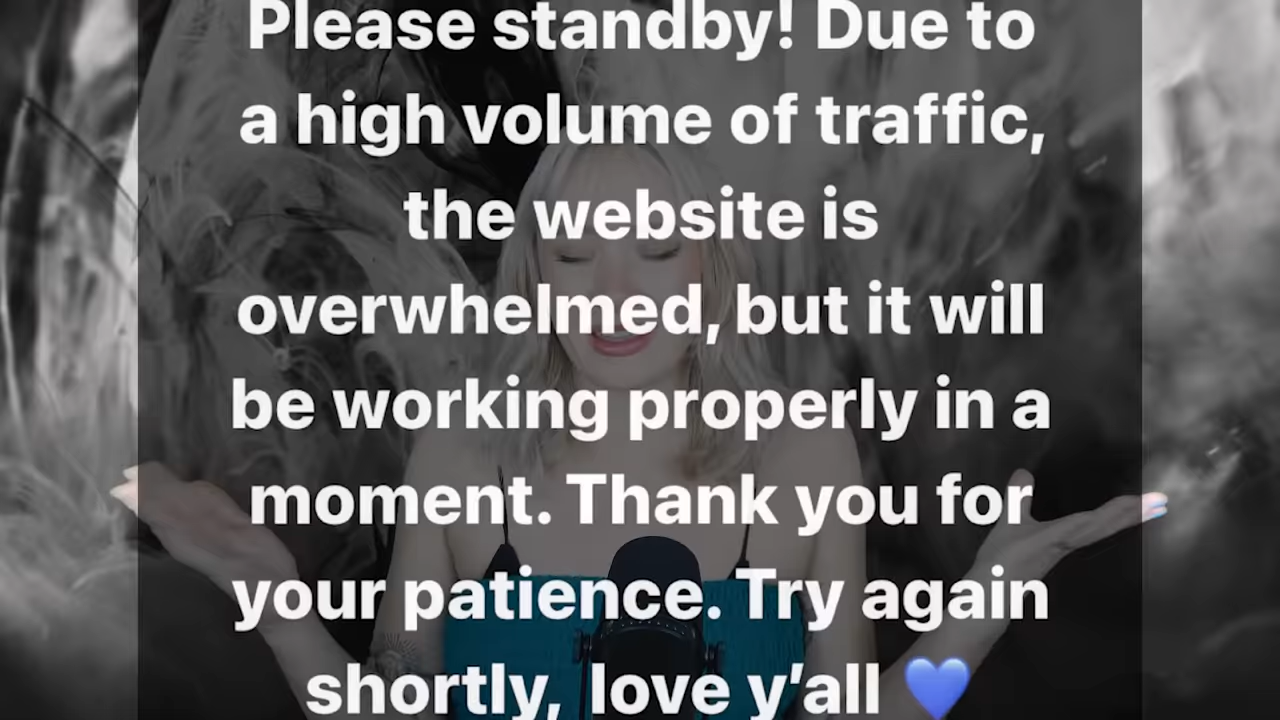 Please standby! Due to
a high volume of traffic,
the website is
overwhelmed, but it will
be working properly in a
moment. Thank you for
your patience. Try again
shortly, love y’all 💙